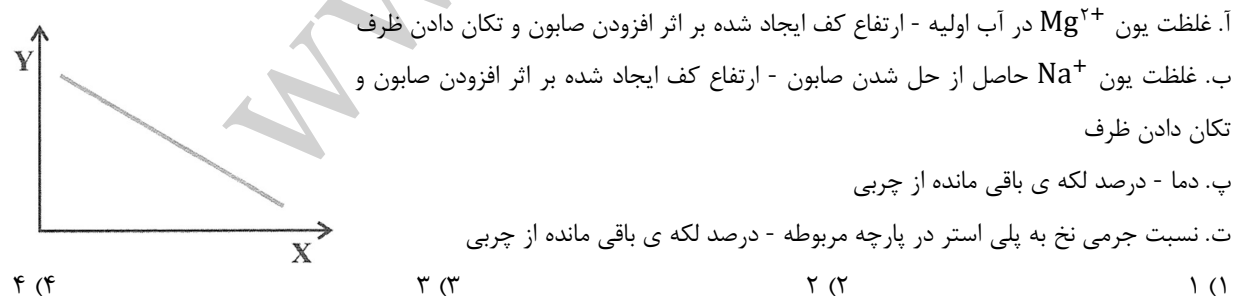 آ. غلظت یون Mg²⁺ در آب اولیه - ارتفاع کف ایجاد شده بر اثر افزودن صابون و تکان دادن ظرف
ب. غلظت یون Na⁺ حاصل از حل شدن صابون - ارتفاع کف ایجاد شده بر اثر افزودن صابون و
تکان دادن ظرف
پ. دما - درصد لکه ی باقی مانده از چربی
ت. نسبت جرمی نخ به پلی استر در پارچه مربوطه - درصد لکه ی باقی مانده از چربی
۱) ۱ ۲) ۲ ۳) ۳ ۴) ۴
Y
X